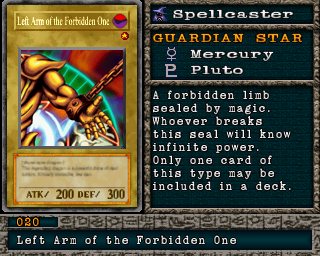 Left Arm of the Forbidden One
ATK/ 200 DEF/ 300
Spellcaster
GUARDIAN STAR
Mercury
Pluto
A forbidden limb
sealed by magic.
Whoever breaks
this seal will know
infinite power.
Only one card of
this type may be
included in a deck.
020
Left Arm of the Forbidden One